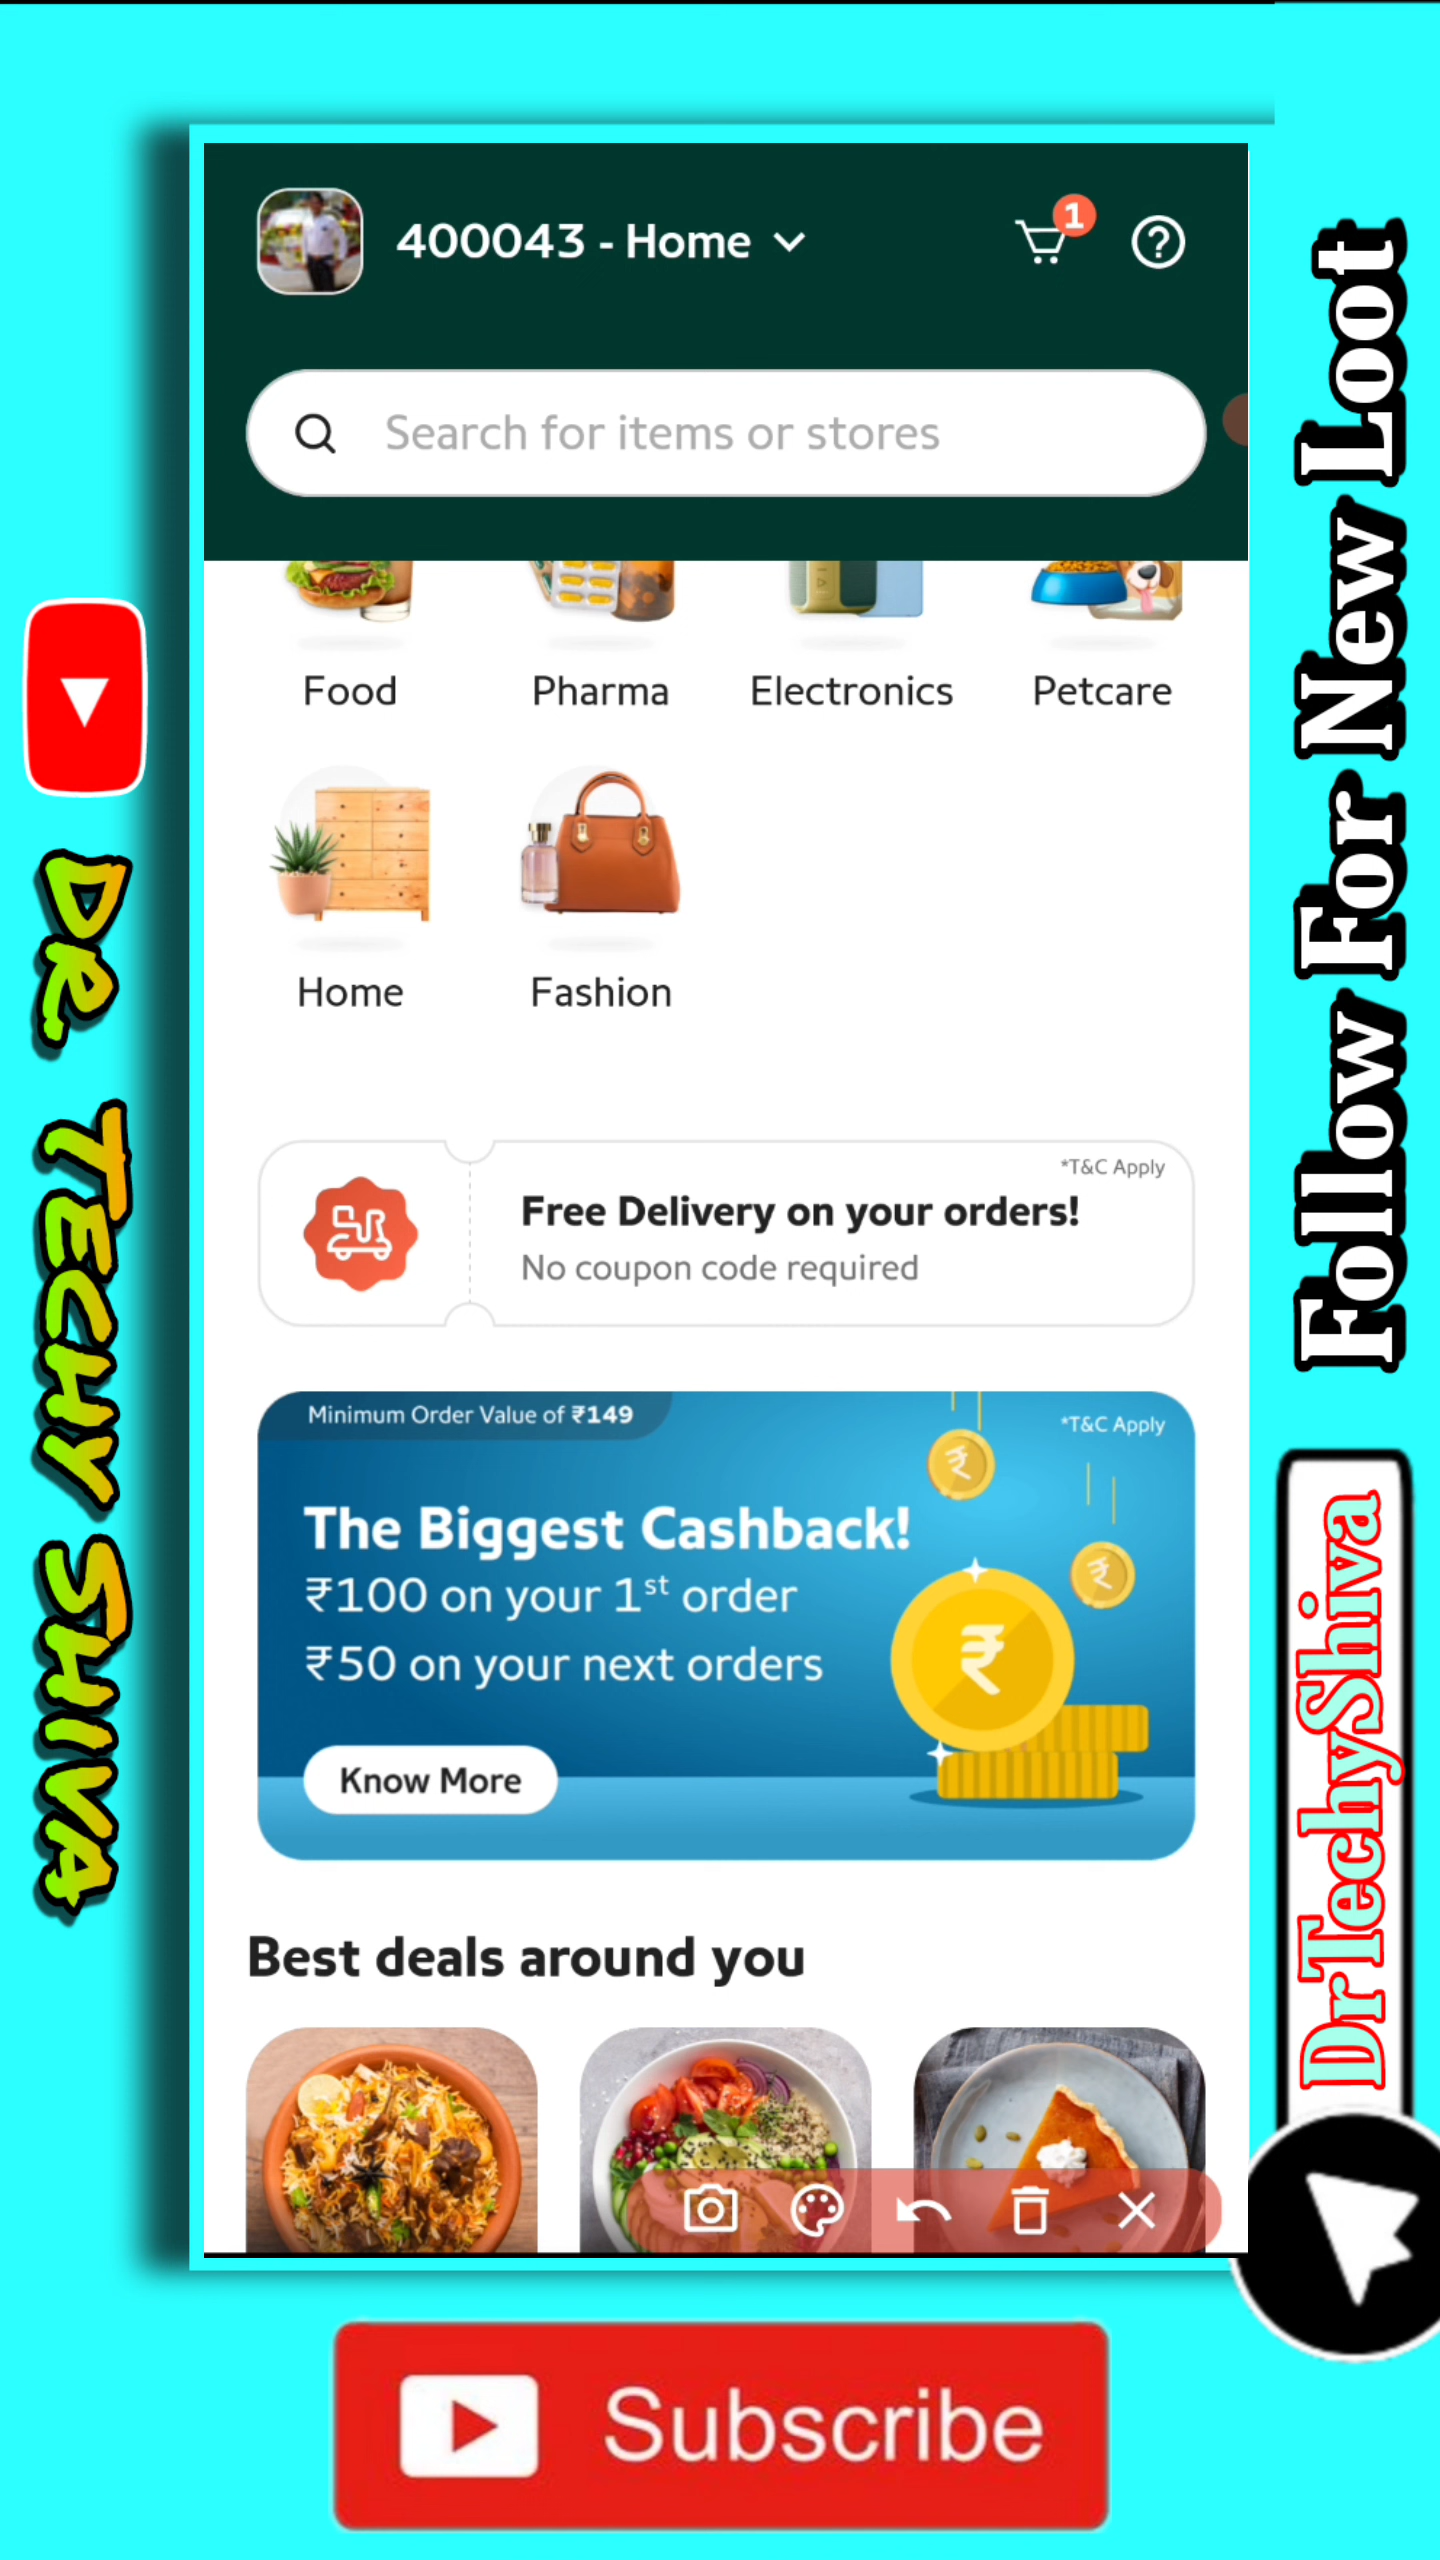 400043 - Home
1
Search for items or stores
Food
Pharma
Electronics
Petcare
Home
Fashion
*T&C Apply
Free Delivery on your orders!
No coupon code required
Minimum Order Value of ₹149
*T&C Apply
The Biggest Cashback!
₹100 on your 1st order
₹50 on your next orders
Know More
Best deals around you
DR. TECHY SHIVA
Follow For New Loot
DrTechyShiva
Subscribe